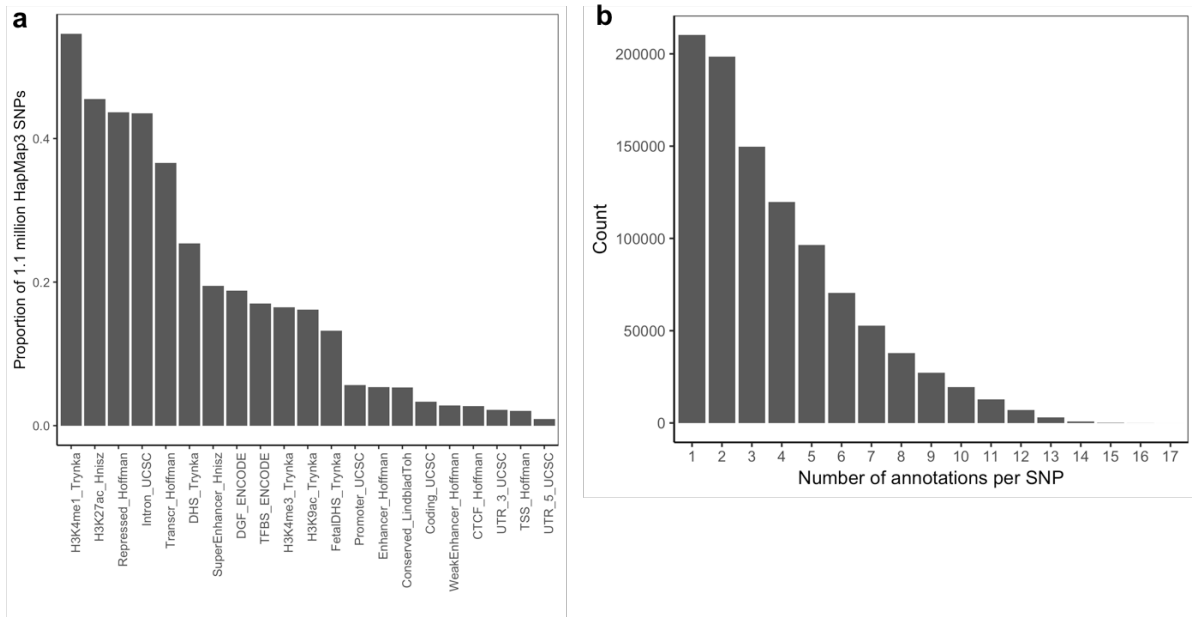 a
Proportion of 1.1 million HapMap3 SNPs
0.4
0.2
0.0
H3K4me1_Trynka
H3K27ac_Hnisz
Repressed_Hoffman
Intron_UCSC
Transcr_Hoffman
DHS_Trynka
SuperEnhancer_Hnisz
DGF_ENCODE
TFBS_ENCODE
H3K4me3_Trynka
H3K9ac_Trynka
FetalDHS_Trynka
Promoter_UCSC
Enhancer_Hoffman
Conserved_LindbladToh
Coding_UCSC
WeakEnhancer_Hoffman
CTCF_Hoffman
UTR_3_UCSC
TSS_Hoffman
UTR_5_UCSC
b
Count
200000
150000
100000
50000
0
1 2 3 4 5 6 7 8 9 10 11 12 13 14 15 16 17
Number of annotations per SNP